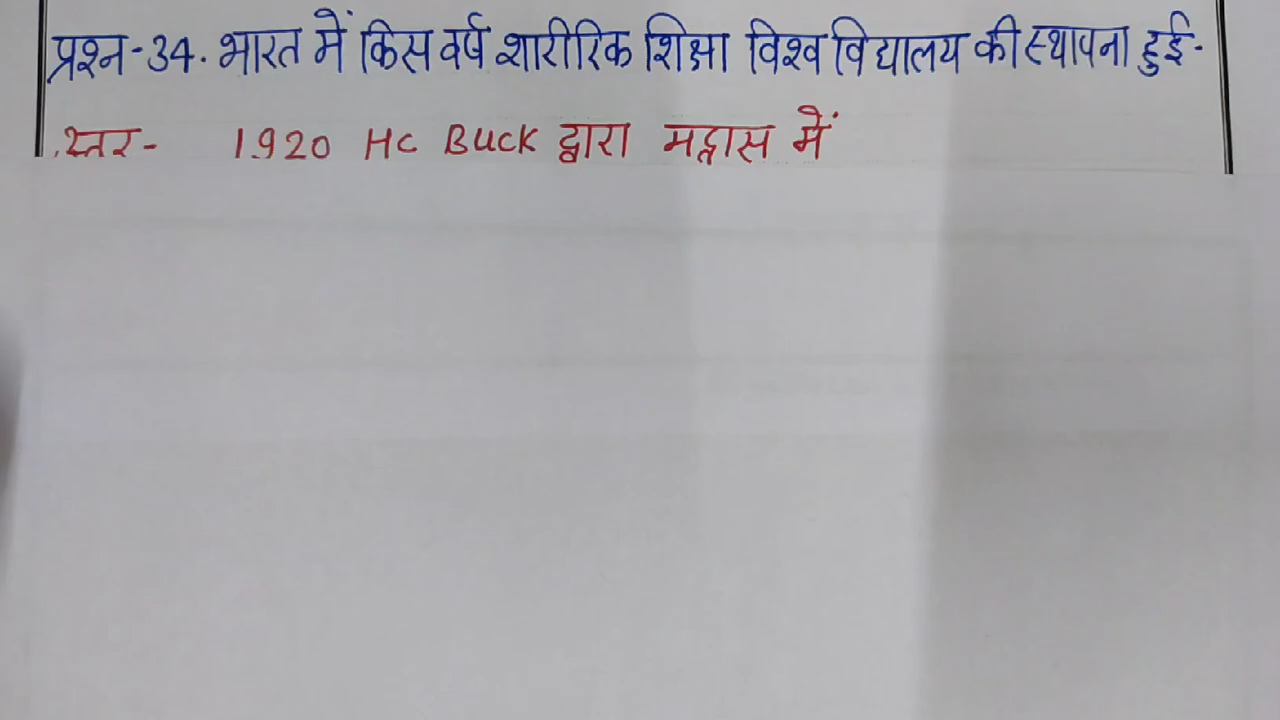 प्रश्न-34. भारत में किस वर्ष शारीरिक शिक्षा विश्व विद्यालय की स्थापना हुई-
उत्तर- 1920 HC Buck द्वारा मद्रास में